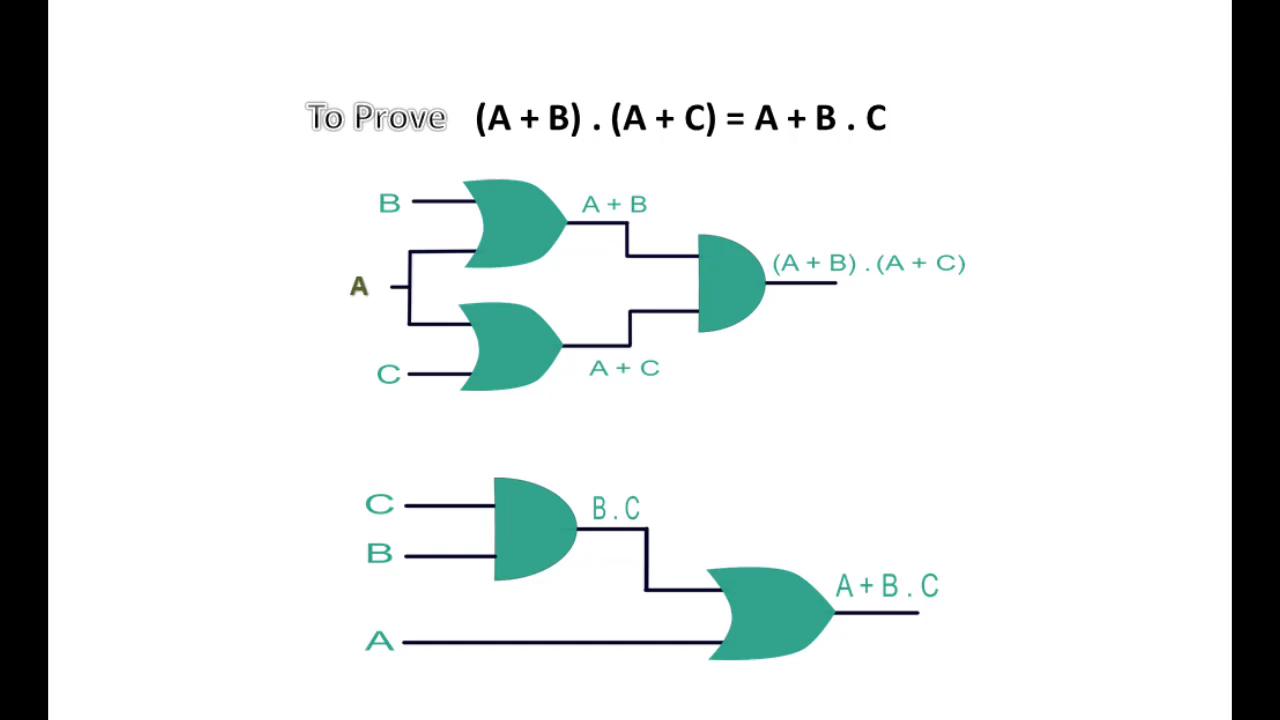 To Prove (A + B) . (A + C) = A + B . C
B
A + B
(A + B) . (A + C)
A
C
A + C
C
B . C
B
A + B . C
A